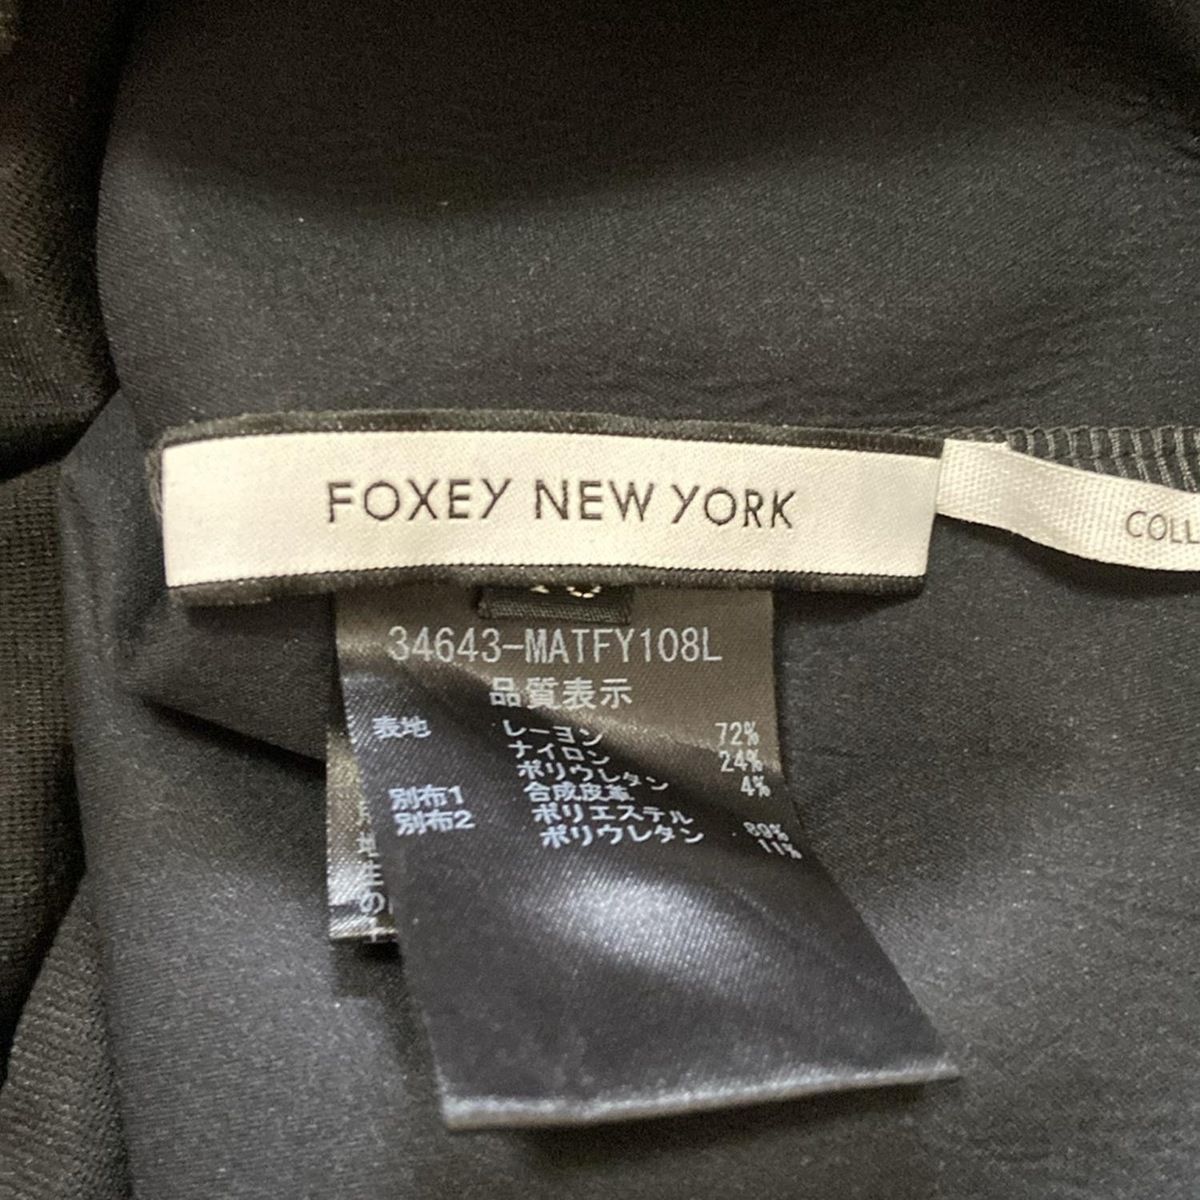 FOXEY NEW YORK
COLL
34643-MATFY108L
品質表示
表地 レーヨン 72%
ナイロン 24%
ポリウレタン 4%
別布1 合成皮革
別布2 ポリエステル 89%
ポリウレタン 11%
地
の